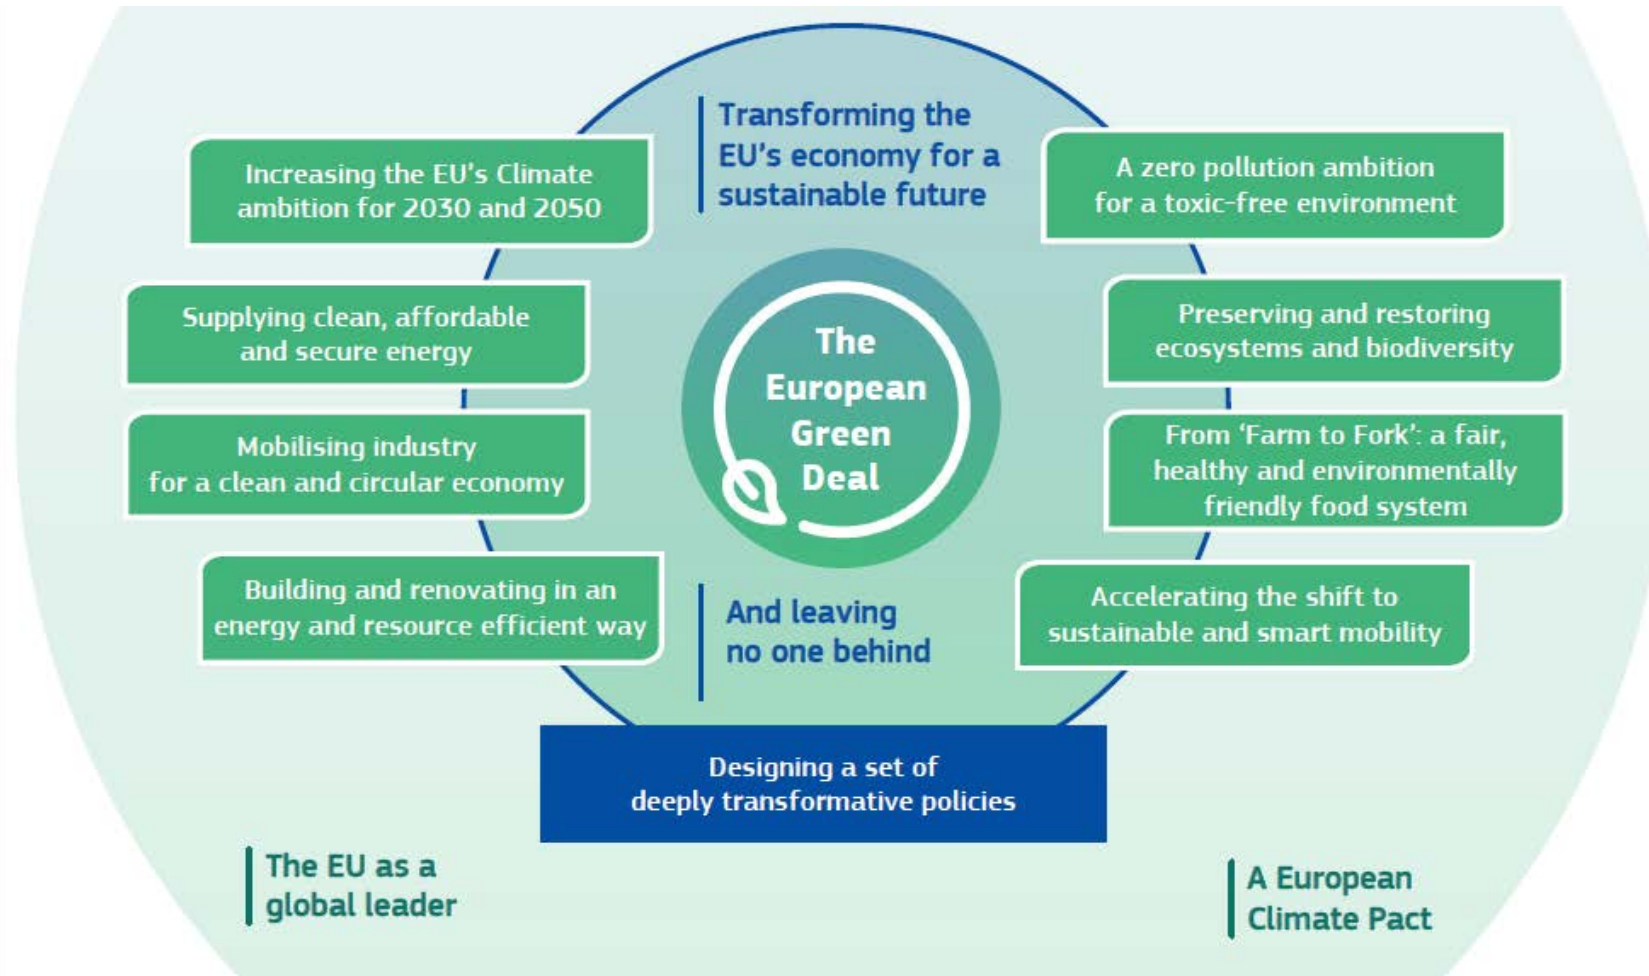 Transforming the
EU's economy for a
sustainable future
Increasing the EU's Climate
ambition for 2030 and 2050
Supplying clean, affordable
and secure energy
Mobilising industry
for a clean and circular economy
Building and renovating in an
energy and resource efficient way
The
European
Green
Deal
A zero pollution ambition
for a toxic-free environment
Preserving and restoring
ecosystems and biodiversity
From ‘Farm to Fork’: a fair,
healthy and environmentally
friendly food system
Accelerating the shift to
sustainable and smart mobility
And leaving
no one behind
Designing a set of
deeply transformative policies
The EU as a
global leader
A European
Climate Pact